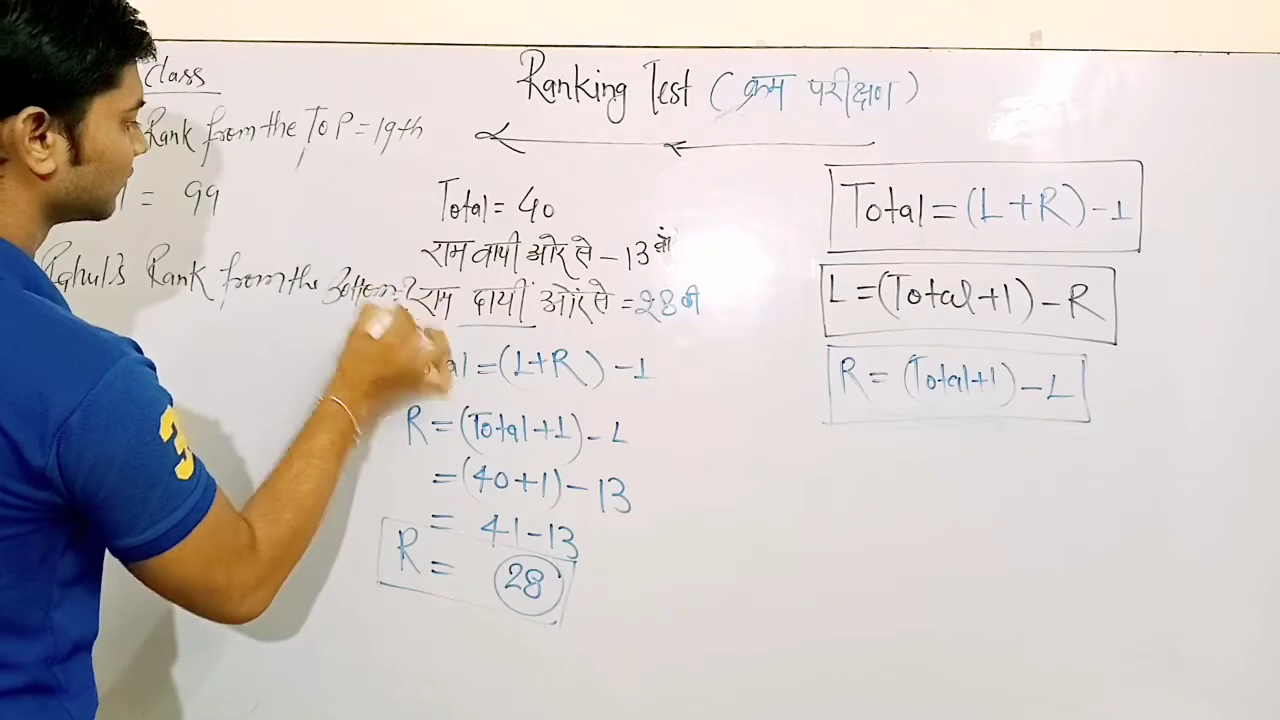 Class
Ranking Test (क्रम परीक्षण)
Rank from the Top = 19th
= 99
Rahul's Rank from the Bottom?
Total = 40
राम वायी ओर से - 13 वां
राम दायीं ओर से = 28 वी
= (L+R) - 1
R = (Total+1) - L
= (40+1) - 13
= 41-13
R = 28
Total = (L+R) - 1
L = (Total+1) - R
R = (Total+1) - L
3